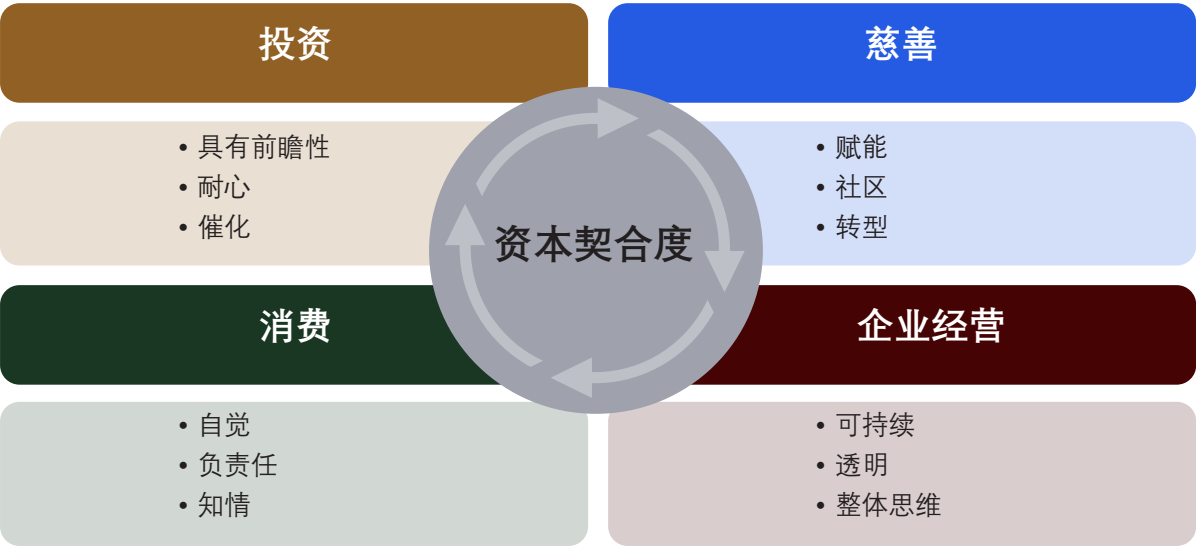 投资
• 具有前瞻性
• 耐心
• 催化
慈善
• 赋能
• 社区
• 转型
资本契合度
消费
• 自觉
• 负责任
• 知情
企业经营
• 可持续
• 透明
• 整体思维